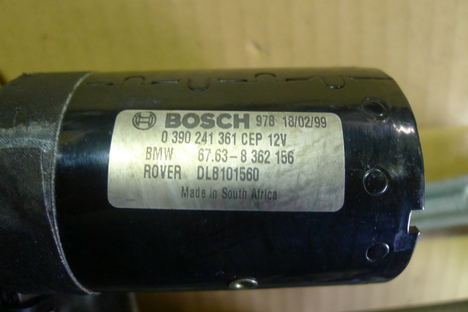 BOSCH 978 18/02/99
0 390 241 361 CEP 12V
BMW 67.63-8 362 156
ROVER DLB101560
Made in South Africa